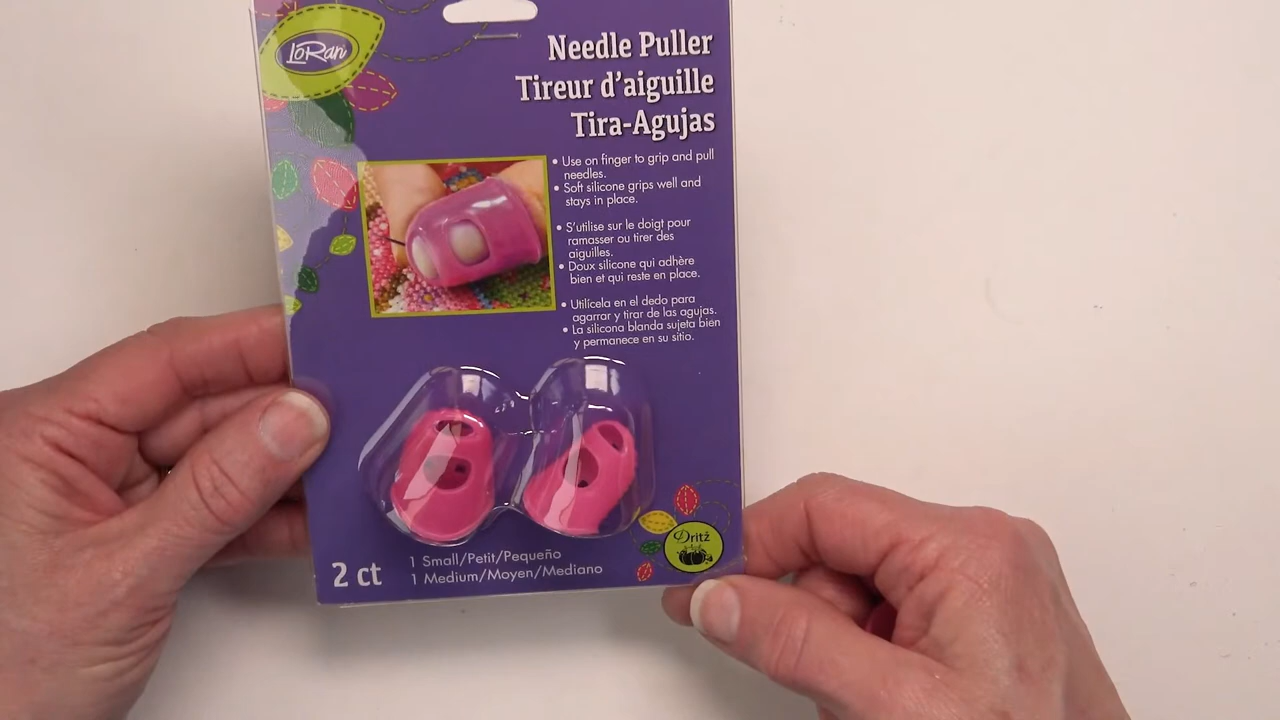 LoRan
Needle Puller
Tireur d'aiguille
Tira-Agujas
• Use on finger to grip and pull
needles.
• Soft silicone grips well and
stays in place.
• S'utilise sur le doigt pour
ramasser ou tirer des
aiguilles.
• Doux silicone qui adhère
bien et qui reste en place.
• Utilícela en el dedo para
agarrar y tirar de las agujas.
• La silicona blanda sujeta bien
y permanece en su sitio.
Dritz
2 ct
1 Small/Petit/Pequeño
1 Medium/Moyen/Mediano